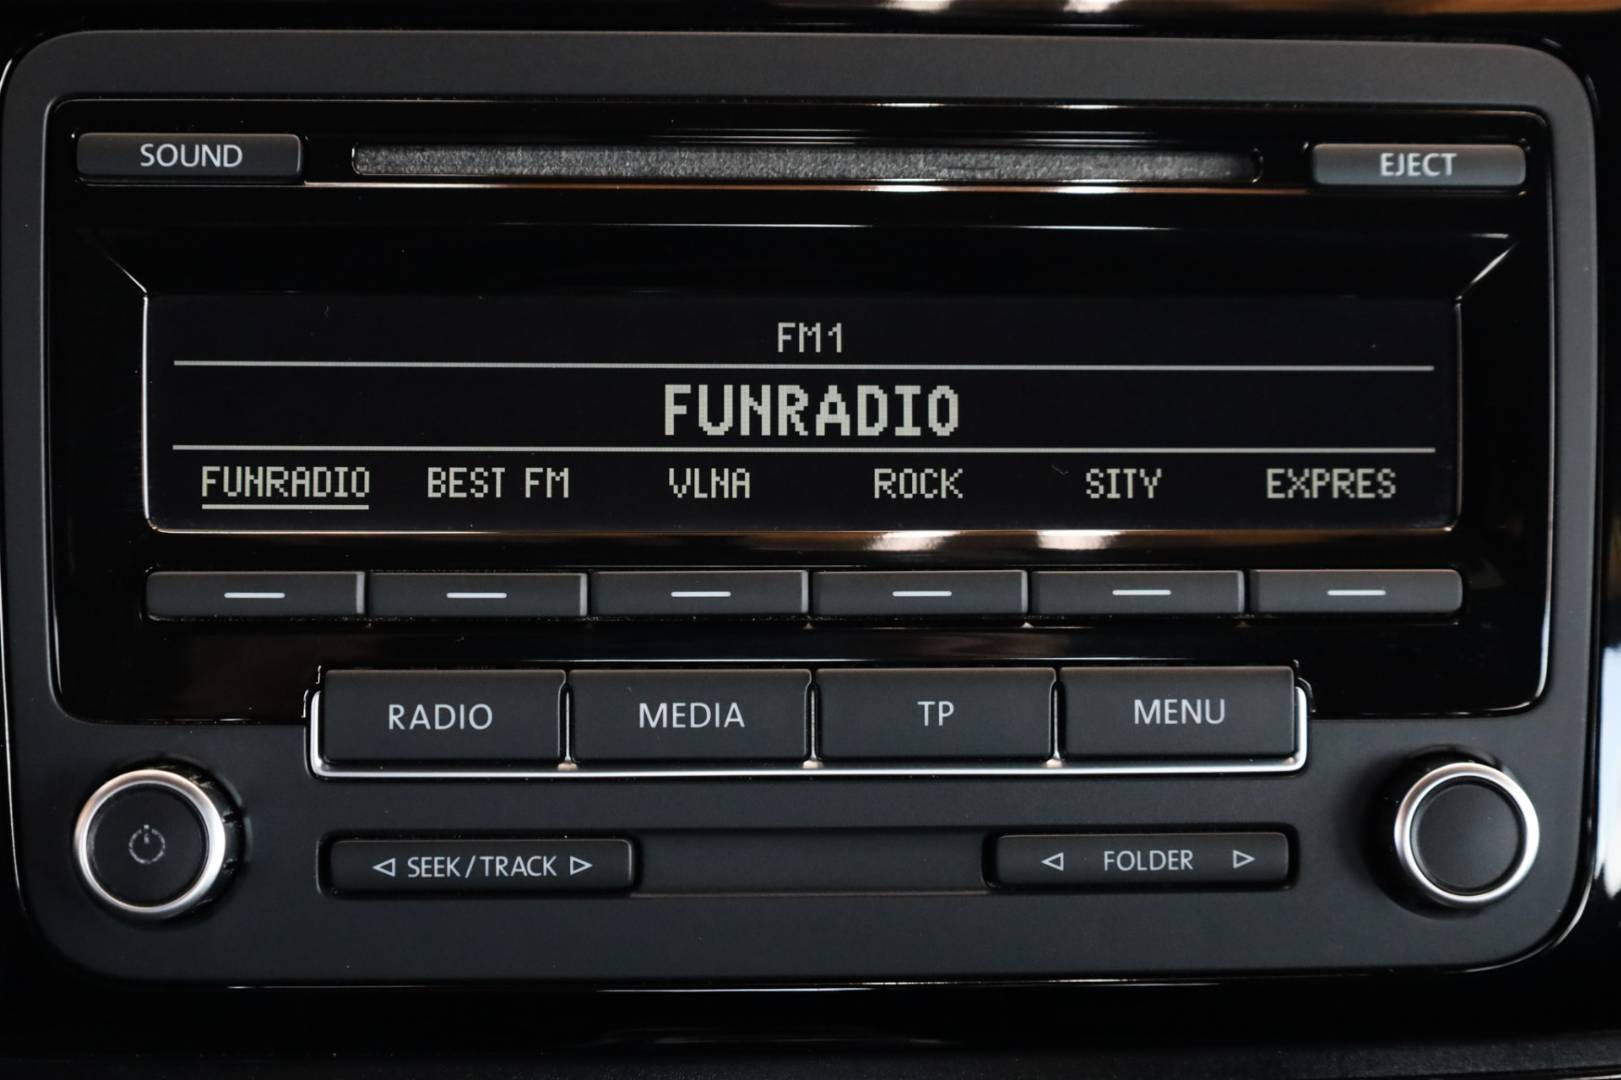 SOUND
EJECT
FM1
FUNRADIO
FUNRADIO BEST FM VLNA ROCK SITY EXPRES
RADIO MEDIA TP MENU
◁ SEEK/TRACK ▷ ◁ FOLDER ▷